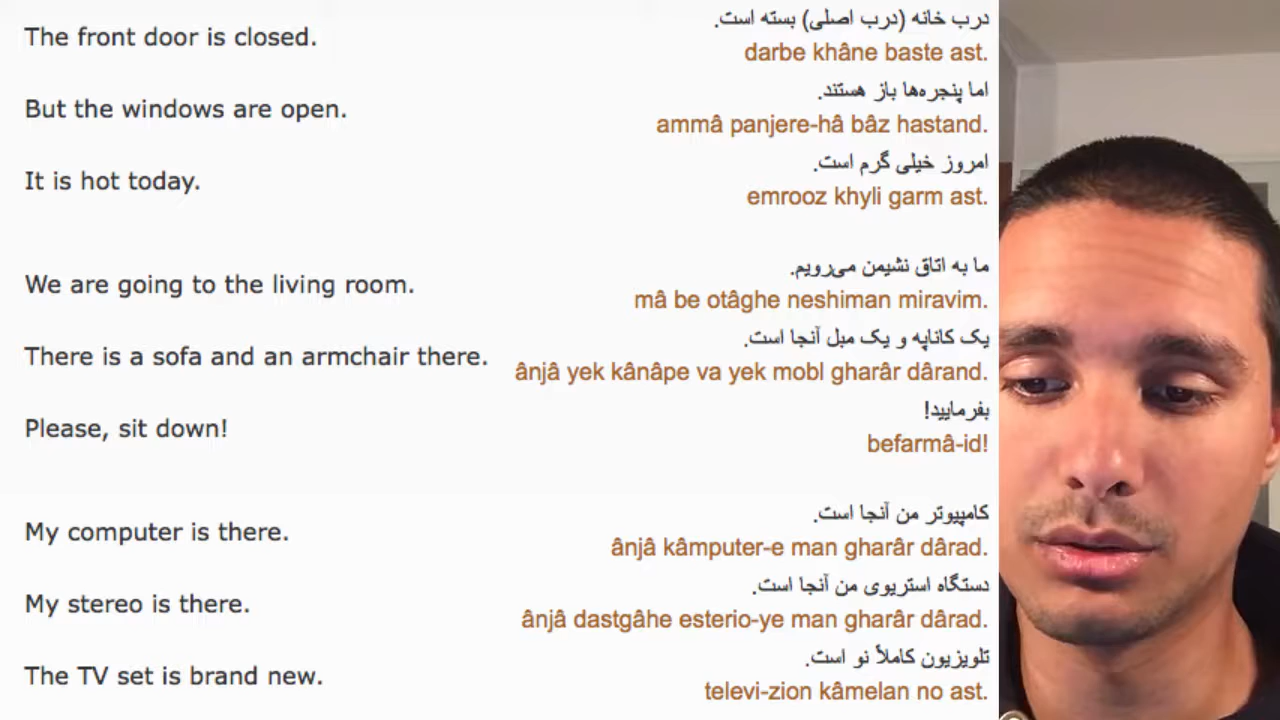 The front door is closed.
درب خانه (درب اصلی) بسته است.
darbe khâne baste ast.
But the windows are open.
اما پنجره‌ها باز هستند.
ammâ panjere-hâ bâz hastand.
It is hot today.
امروز خیلی گرم است.
emrooz khyli garm ast.
We are going to the living room.
ما به اتاق نشیمن می‌رویم.
mâ be otâghe neshiman miravim.
There is a sofa and an armchair there.
یک کاناپه و یک مبل آنجا است.
ânjâ yek kânâpe va yek mobl gharâr dârand.
Please, sit down!
بفرمایید!
befarmâ-id!
My computer is there.
کامپیوتر من آنجا است.
ânjâ kâmputer-e man gharâr dârad.
My stereo is there.
دستگاه استریوی من آنجا است.
ânjâ dastgâhe esterio-ye man gharâr dârad.
The TV set is brand new.
تلویزیون کاملاً نو است.
televi-zion kâmelan no ast.